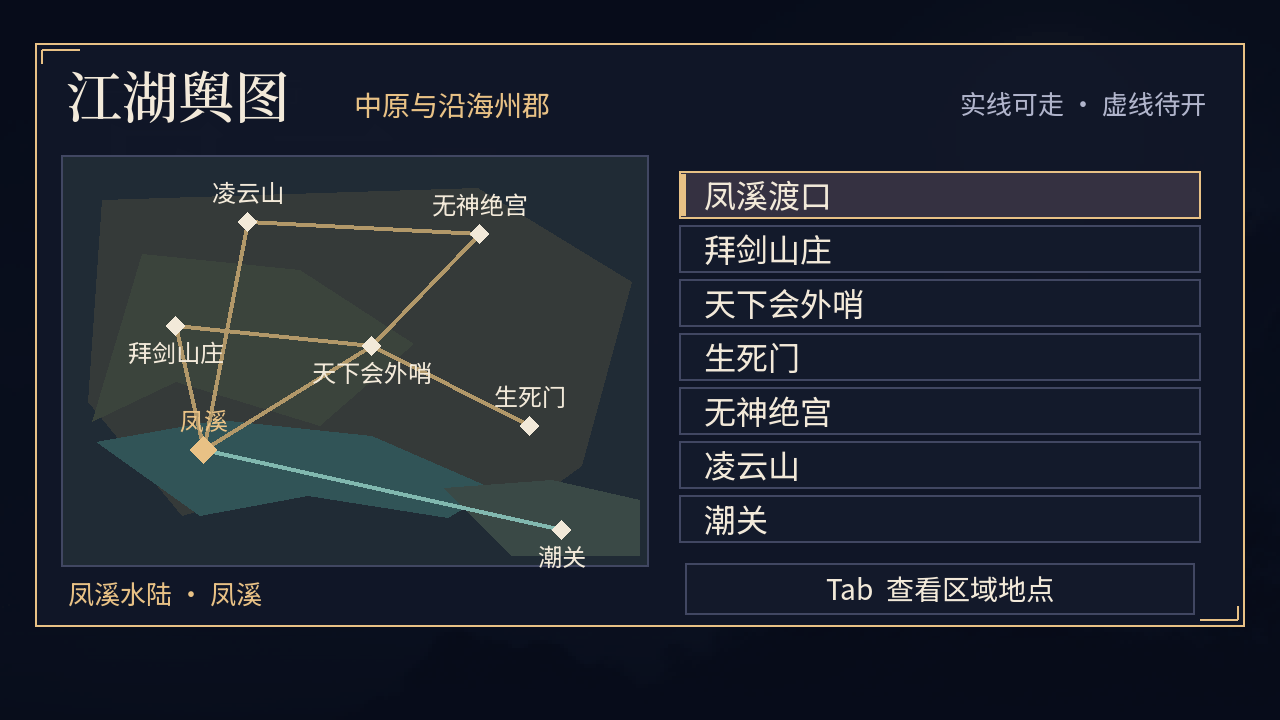 江湖舆图
中原与沿海州郡
实线可走 • 虚线待开
凌云山
无神绝宫
拜剑山庄
天下会外哨
生死门
凤溪
潮关
凤溪水陆 • 凤溪
凤溪渡口
拜剑山庄
天下会外哨
生死门
无神绝宫
凌云山
潮关
Tab 查看区域地点